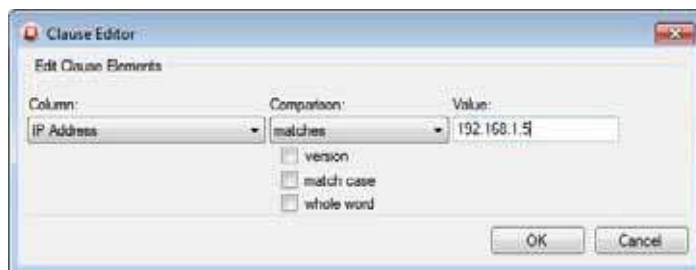 Clause Editor
Edit Clause Elements
Column: Comparison: Value:
IP Address matches 192.168.1.5
version
match case
whole word
OK Cancel